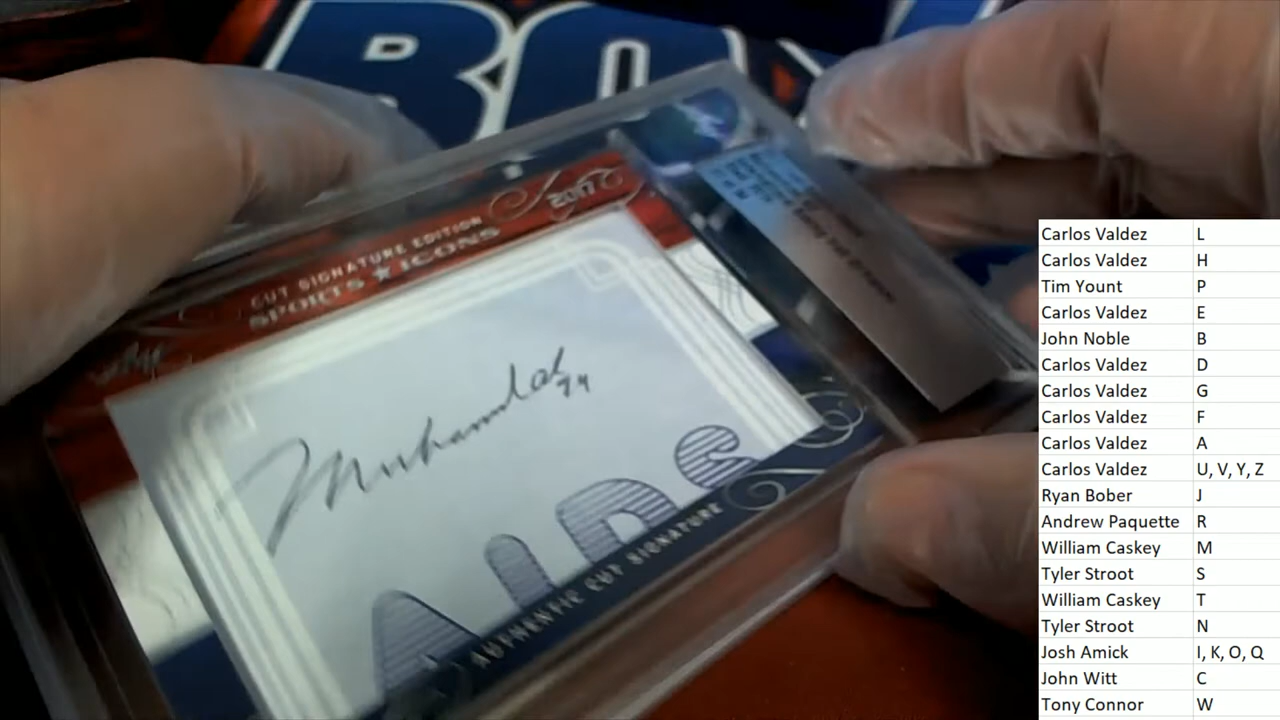 BO
2017
CUT SIGNATURE EDITION
SPORTS ★ ICONS
Muhammad
74
AUTHENTIC CUT SIGNATURE
Carlos Valdez L
Carlos Valdez H
Tim Yount P
Carlos Valdez E
John Noble B
Carlos Valdez D
Carlos Valdez G
Carlos Valdez F
Carlos Valdez A
Carlos Valdez U, V, Y, Z
Ryan Bober J
Andrew Paquette R
William Caskey M
Tyler Stroot S
William Caskey T
Tyler Stroot N
Josh Amick I, K, O, Q
John Witt C
Tony Connor W